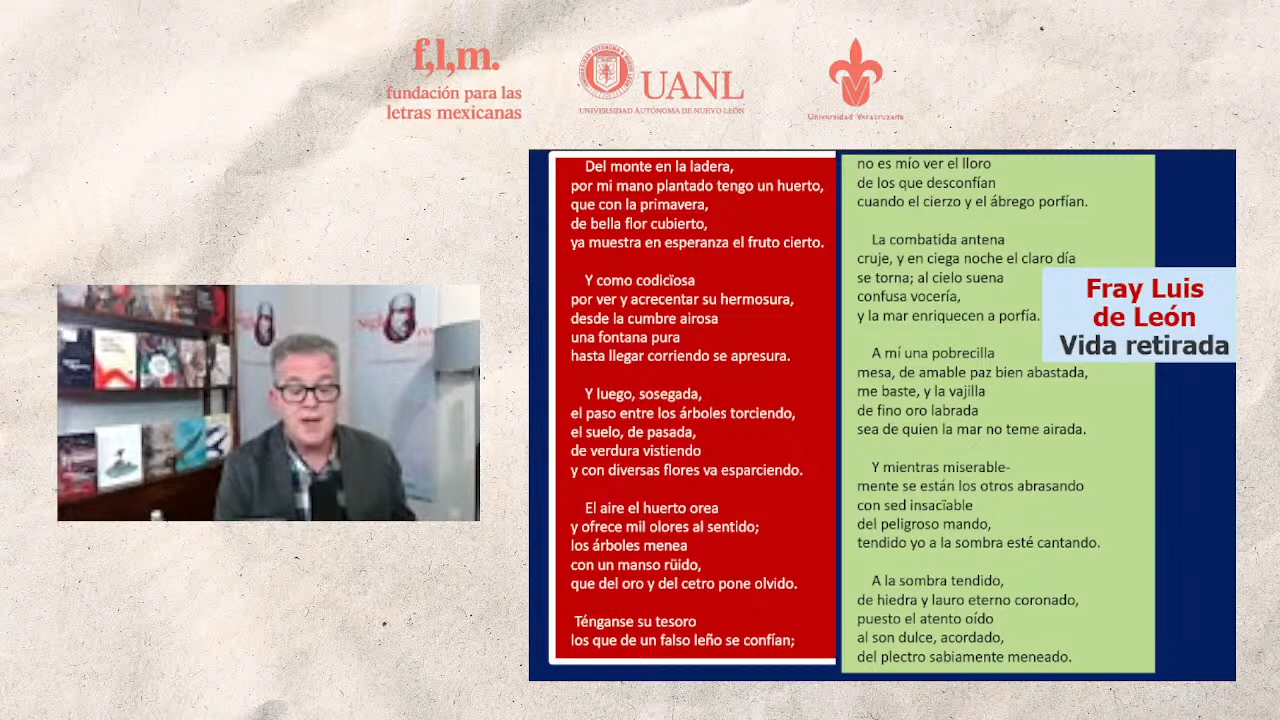 f,l,m.
fundación para las
letras mexicanas
UANL
UNIVERSIDAD AUTÓNOMA DE NUEVO LEÓN
Universidad Veracruzana
Del monte en la ladera,
por mi mano plantado tengo un huerto,
que con la primavera,
de bella flor cubierto,
ya muestra en esperanza el fruto cierto.
Y como codicïosa
por ver y acrecentar su hermosura,
desde la cumbre airosa
una fontana pura
hasta llegar corriendo se apresura.
Y luego, sosegada,
el paso entre los árboles torciendo,
el suelo, de pasada,
de verdura vistiendo
y con diversas flores va esparciendo.
El aire el huerto orea
y ofrece mil olores al sentido;
los árboles menea
con un manso rüido,
que del oro y del cetro pone olvido.
Ténganse su tesoro
los que de un falso leño se confían;
no es mío ver el lloro
de los que desconfían
cuando el cierzo y el ábrego porfían.
La combatida antena
cruje, y en ciega noche el claro día
se torna; al cielo suena
confusa vocería,
y la mar enriquecen a porfía.
A mí una pobrecilla
mesa, de amable paz bien abastada,
me baste, y la vajilla
de fino oro labrada
sea de quien la mar no teme airada.
Y mientras miserable-
mente se están los otros abrasando
con sed insacïable
del peligroso mando,
tendido yo a la sombra esté cantando.
A la sombra tendido,
de hiedra y lauro eterno coronado,
puesto el atento oído
al son dulce, acordado,
del plectro sabiamente meneado.
Fray Luis
de León
Vida retirada